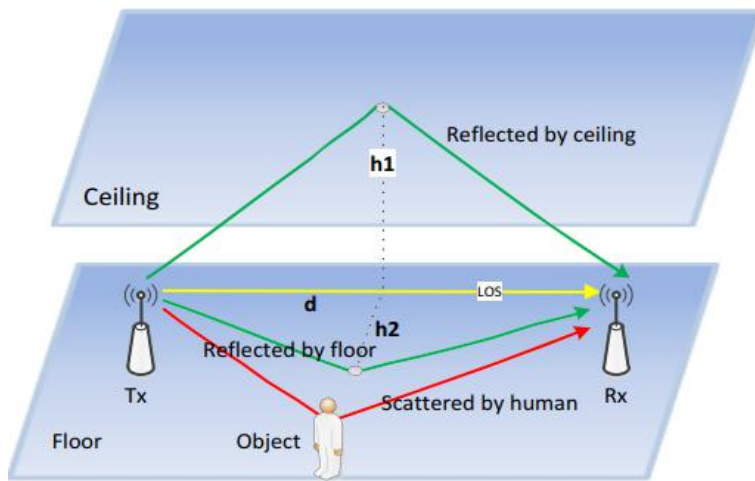 Reflected by ceiling
h1
Ceiling
LOS
d
h2
Reflected by floor
Tx
Scattered by human
Rx
Floor
Object